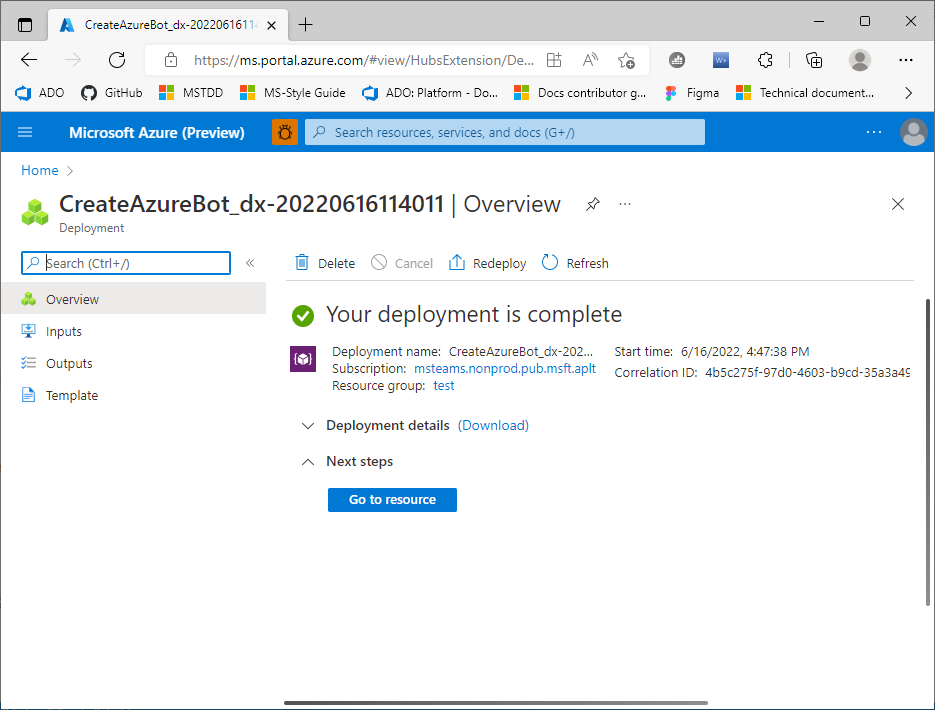 CreateAzureBot_dx-2022061611
https://ms.portal.azure.com/#view/HubsExtension/De...
ADO
GitHub
MSTDD
MS-Style Guide
ADO: Platform - Do...
Docs contributor g...
Figma
Technical document...
Microsoft Azure (Preview)
Search resources, services, and docs (G+/)
Home
CreateAzureBot_dx-20220616114011 | Overview
Deployment
Search (Ctrl+/)
Delete
Cancel
Redeploy
Refresh
Overview
Inputs
Outputs
Template
Your deployment is complete
Deployment name: CreateAzureBot_dx-202...
Subscription: msteams.nonprod.pub.msft.aplt
Resource group: test
Start time: 6/16/2022, 4:47:38 PM
Correlation ID: 4b5c275f-97d0-4603-b9cd-35a3a49
Deployment details (Download)
Next steps
Go to resource